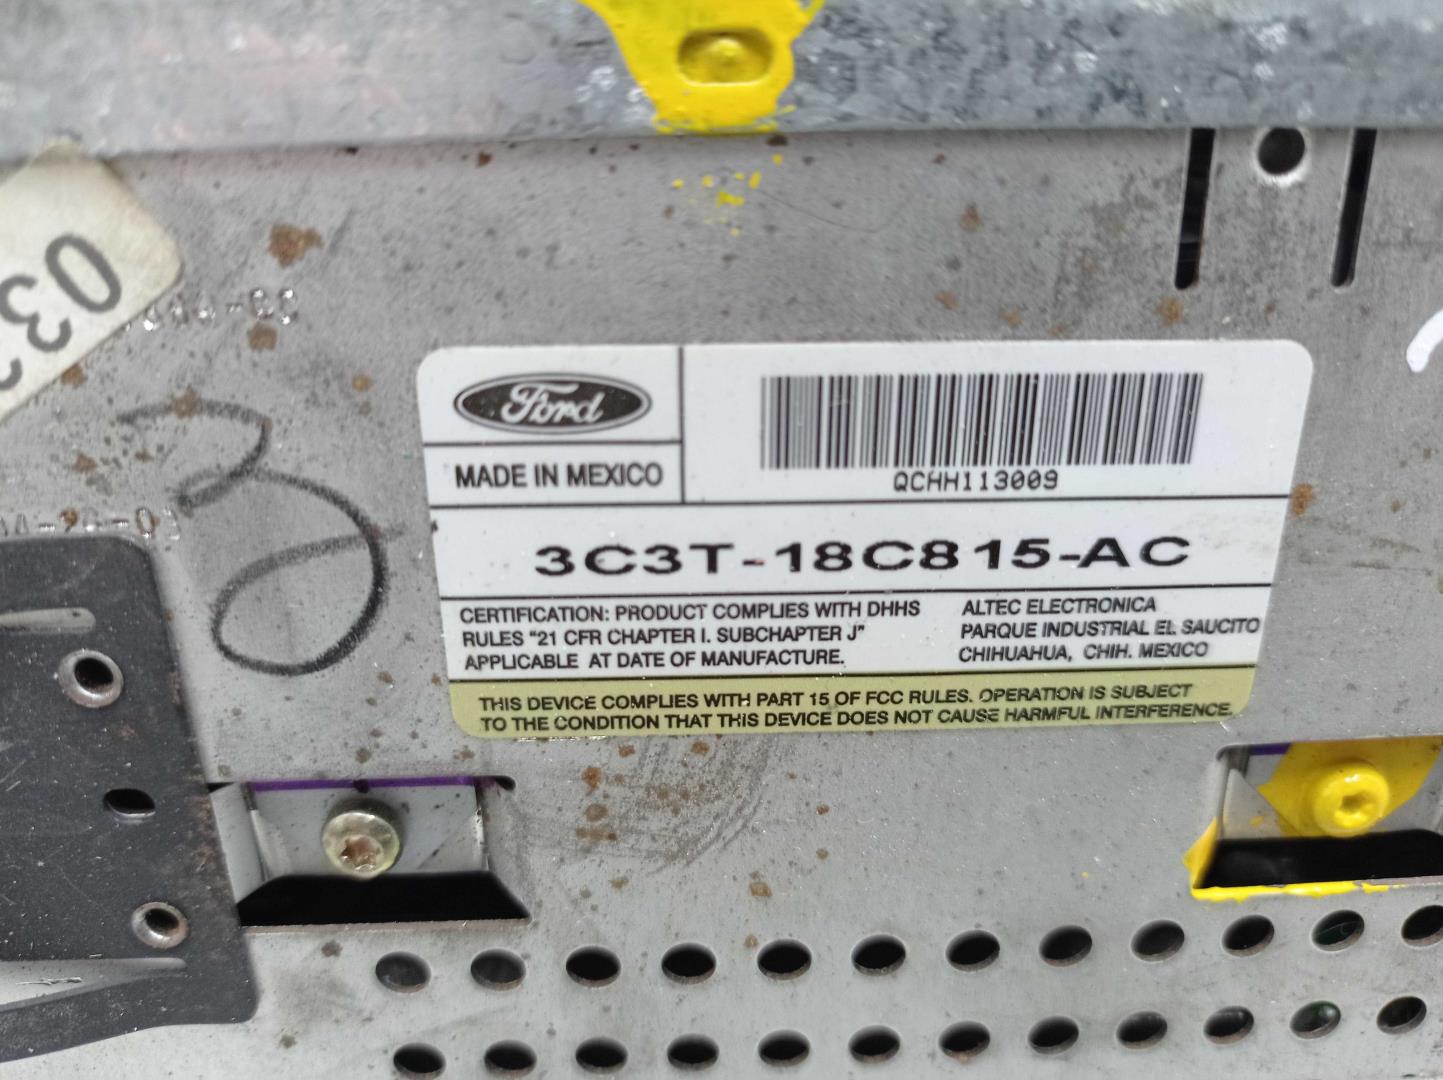 Ford
MADE IN MEXICO
QCHH113009
3C3T-18C815-AC
CERTIFICATION: PRODUCT COMPLIES WITH DHHS
RULES "21 CFR CHAPTER I. SUBCHAPTER J"
APPLICABLE AT DATE OF MANUFACTURE.
ALTEC ELECTRONICA
PARQUE INDUSTRIAL EL SAUCITO
CHIHUAHUA, CHIH. MEXICO
THIS DEVICE COMPLIES WITH PART 15 OF FCC RULES. OPERATION IS SUBJECT
TO THE CONDITION THAT THIS DEVICE DOES NOT CAUSE HARMFUL INTERFERENCE.